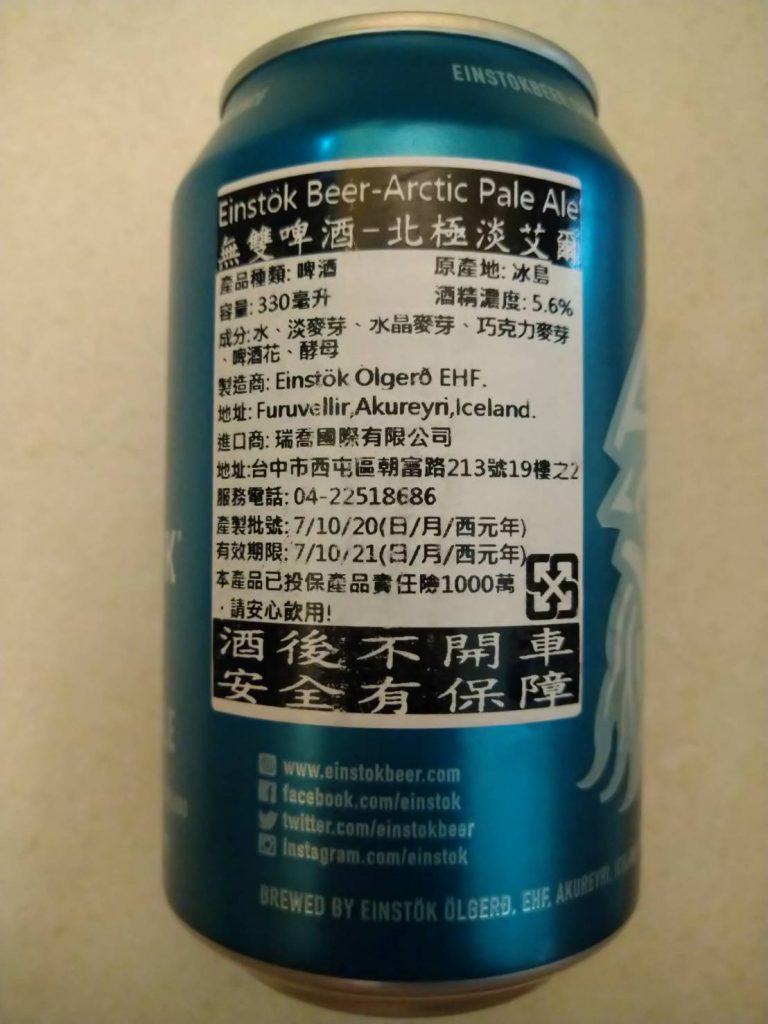 EINSTOKBEER.
Einstök Beer-Arctic Pale Ale
無雙啤酒-北極淡艾爾
產品種類: 啤酒 原產地: 冰島
容量: 330毫升 酒精濃度: 5.6%
成分: 水、淡麥芽、水晶麥芽、巧克力麥芽
、啤酒花、酵母
製造商: Einstök Olgerð EHF.
地址: Furuvellir,Akureyri,Iceland.
進口商: 瑞喬國際有限公司
地址:台中市西屯區朝富路213號19樓之2
服務電話: 04-22518686
產製批號: 7/10/20(日/月/西元年)
有效期限: 7/10/21(日/月/西元年)
本產品已投保產品責任險1000萬
，請安心飲用!
酒後不開車
安全有保障
www.einstokbeer.com
facebook.com/einstok
twitter.com/einstokbeer
instagram.com/einstok
BREWED BY EINSTÖK ÖLGERÐ, EHF, AKUREYRI,